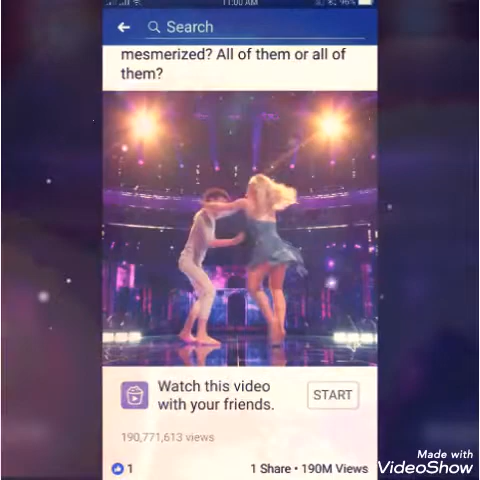 11:00 AM
96%
Search
mesmerized? All of them or all of
them?
Watch this video
with your friends.
START
190,771,613 views
1
1 Share • 190M Views
Made with
VideoShow